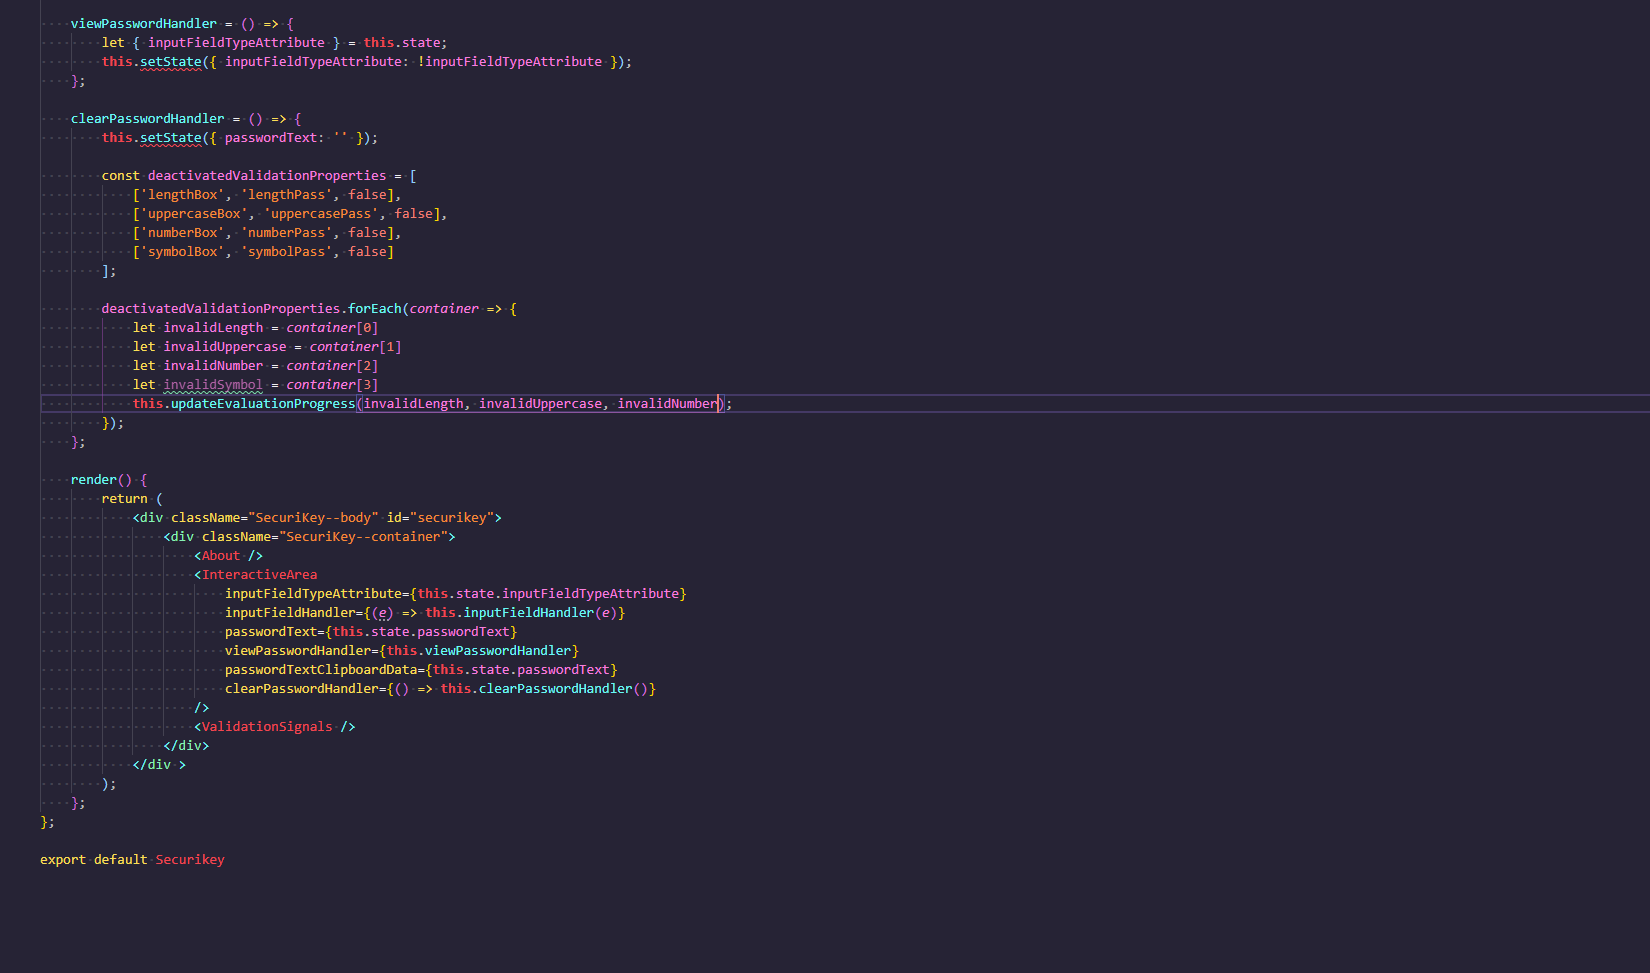 viewPasswordHandler = () => {
let { inputFieldTypeAttribute } = this.state;
this.setState({ inputFieldTypeAttribute: !inputFieldTypeAttribute });
};
clearPasswordHandler = () => {
this.setState({ passwordText: '' });
const deactivatedValidationProperties = [
['lengthBox', 'lengthPass', false],
['uppercaseBox', 'uppercasePass', false],
['numberBox', 'numberPass', false],
['symbolBox', 'symbolPass', false]
];
deactivatedValidationProperties.forEach(container => {
let invalidLength = container[0]
let invalidUppercase = container[1]
let invalidNumber = container[2]
let invalidSymbol = container[3]
this.updateEvaluationProgress(invalidLength, invalidUppercase, invalidNumber);
});
};
render() {
return (
<div className="SecuriKey--body" id="securikey">
<div className="SecuriKey--container">
<About />
<InteractiveArea
inputFieldTypeAttribute={this.state.inputFieldTypeAttribute}
inputFieldHandler={(e) => this.inputFieldHandler(e)}
passwordText={this.state.passwordText}
viewPasswordHandler={this.viewPasswordHandler}
passwordTextClipboardData={this.state.passwordText}
clearPasswordHandler={() => this.clearPasswordHandler()}
/>
<ValidationSignals />
</div>
</div >
);
};
};
export default Securikey